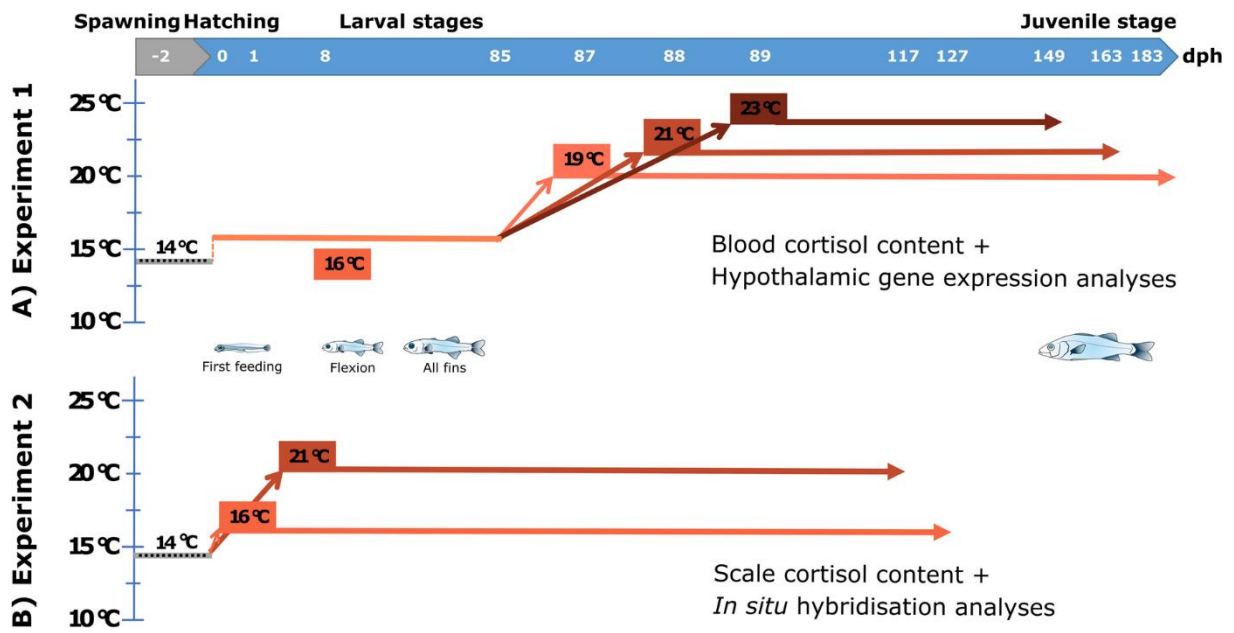 Spawning Hatching Larval stages Juvenile stage
-2 0 1 8 85 87 88 89 117 127 149 163 183 dph
A) Experiment 1
25°C
20°C
15°C
10°C
14°C
16°C
19°C
21°C
23°C
Blood cortisol content +
Hypothalamic gene expression analyses
First feeding Flexion All fins
B) Experiment 2
25°C
20°C
15°C
10°C
14°C
16°C
21°C
Scale cortisol content +
In situ hybridisation analyses